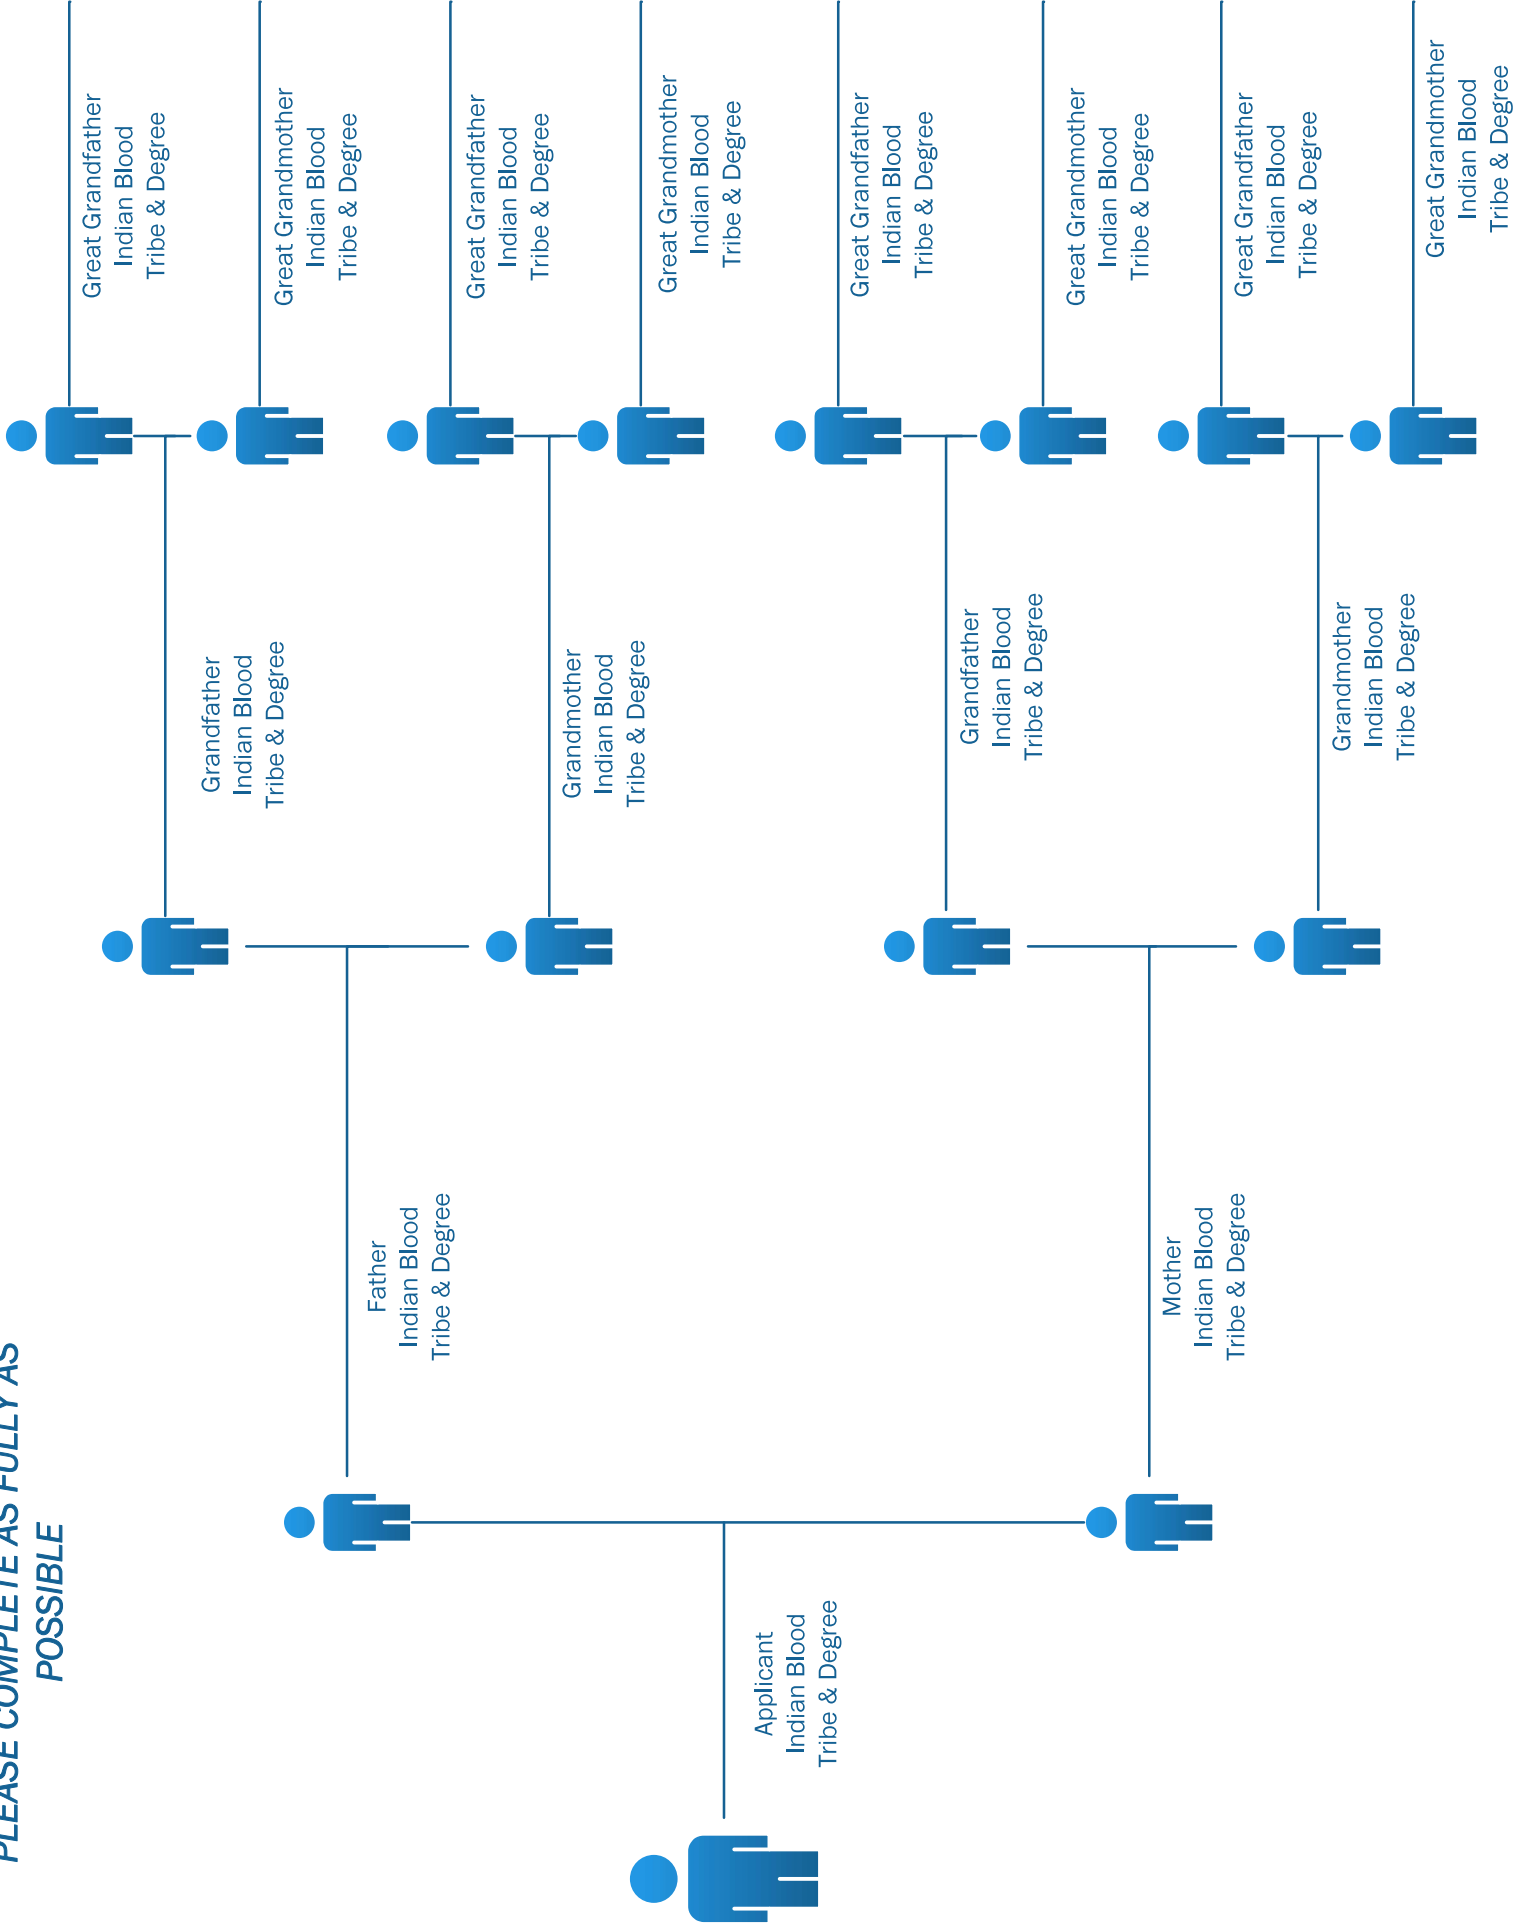 PLEASE COMPLETE AS FULLY AS
POSSIBLE
Great Grandfather
Indian Blood
Tribe & Degree
Great Grandmother
Indian Blood
Tribe & Degree
Great Grandfather
Indian Blood
Tribe & Degree
Great Grandmother
Indian Blood
Tribe & Degree
Great Grandfather
Indian Blood
Tribe & Degree
Great Grandmother
Indian Blood
Tribe & Degree
Great Grandfather
Indian Blood
Tribe & Degree
Great Grandmother
Indian Blood
Tribe & Degree
Grandfather
Indian Blood
Tribe & Degree
Grandmother
Indian Blood
Tribe & Degree
Grandfather
Indian Blood
Tribe & Degree
Grandmother
Indian Blood
Tribe & Degree
Father
Indian Blood
Tribe & Degree
Mother
Indian Blood
Tribe & Degree
Applicant
Indian Blood
Tribe & Degree